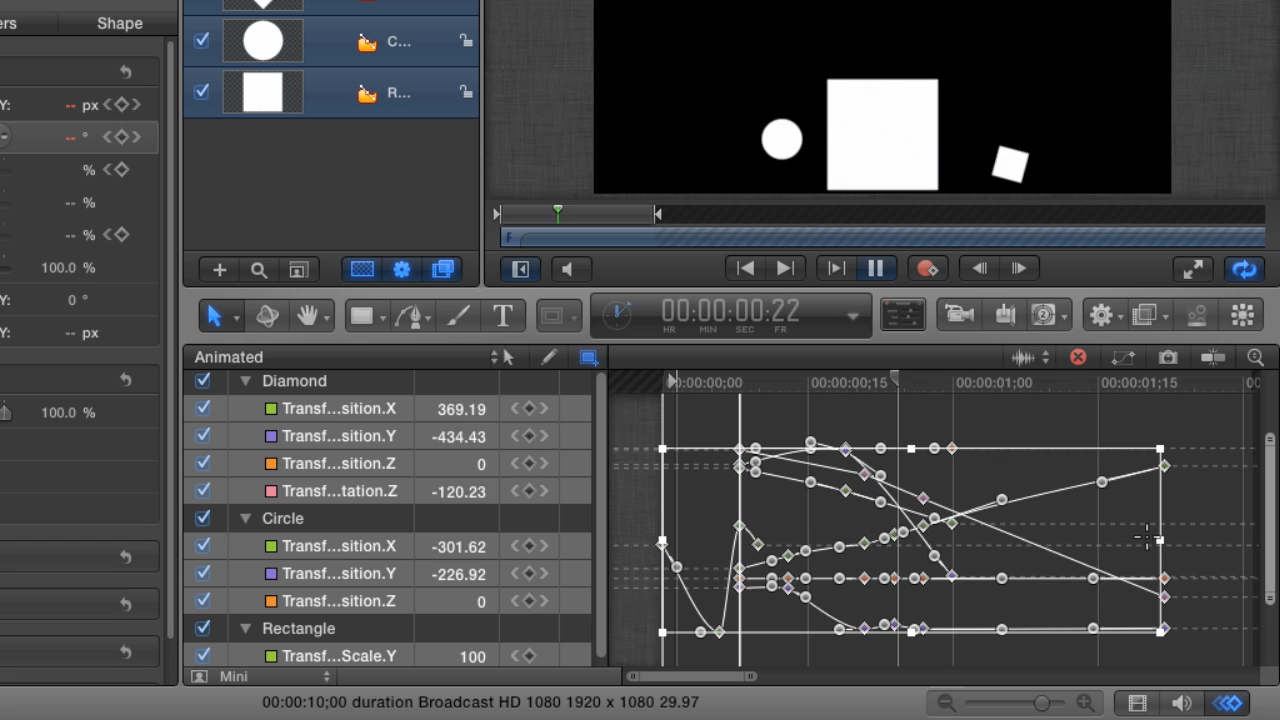 ers Shape
C...
R...
Y: -- px
-- °
%
-- %
-- %
100.0 %
Y: 0 °
Y: -- px
100.0 %
F
T
2
00:00:00:22
HR MIN SEC FR
Animated
Diamond
Transf...sition.X 369.19
Transf...sition.Y -434.43
Transf...sition.Z 0
Transf...tation.Z -120.23
Circle
Transf...sition.X -301.62
Transf...sition.Y -226.92
Transf...sition.Z 0
Rectangle
Transf...Scale.Y 100
0:00:00;00 00:00:00;15 00:00:01;00 00:00:01;15 00
Mini
00:00:10;00 duration Broadcast HD 1080 1920 x 1080 29.97